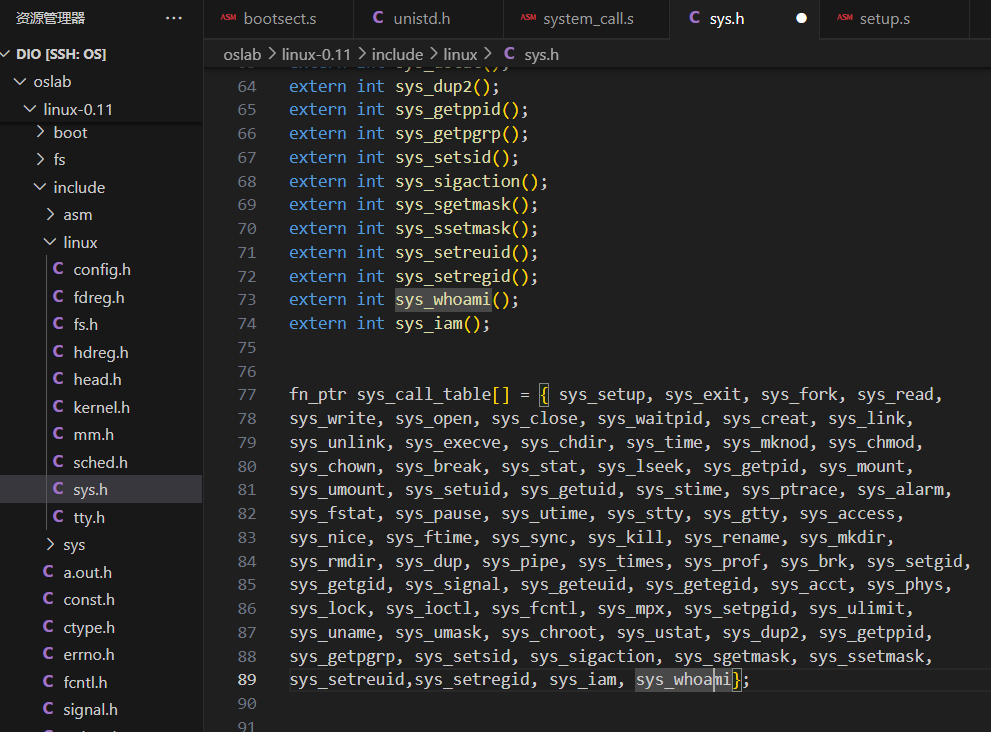 资源管理器 ···
DIO [SSH: OS]
oslab
linux-0.11
boot
fs
include
asm
linux
C config.h
C fdreg.h
C fs.h
C hdreg.h
C head.h
C kernel.h
C mm.h
C sched.h
C sys.h
C tty.h
sys
C a.out.h
C const.h
C ctype.h
C errno.h
C fcntl.h
C signal.h
ASM bootsect.s
C unistd.h
ASM system_call.s
C sys.h
ASM setup.s
oslab > linux-0.11 > include > linux > C sys.h
64 extern int sys_dup2();
65 extern int sys_getppid();
66 extern int sys_getpgrp();
67 extern int sys_setsid();
68 extern int sys_sigaction();
69 extern int sys_sgetmask();
70 extern int sys_ssetmask();
71 extern int sys_setreuid();
72 extern int sys_setregid();
73 extern int sys_whoami();
74 extern int sys_iam();
75
76
77 fn_ptr sys_call_table[] = { sys_setup, sys_exit, sys_fork, sys_read,
78 sys_write, sys_open, sys_close, sys_waitpid, sys_creat, sys_link,
79 sys_unlink, sys_execve, sys_chdir, sys_time, sys_mknod, sys_chmod,
80 sys_chown, sys_break, sys_stat, sys_lseek, sys_getpid, sys_mount,
81 sys_umount, sys_setuid, sys_getuid, sys_stime, sys_ptrace, sys_alarm,
82 sys_fstat, sys_pause, sys_utime, sys_stty, sys_gtty, sys_access,
83 sys_nice, sys_ftime, sys_sync, sys_kill, sys_rename, sys_mkdir,
84 sys_rmdir, sys_dup, sys_pipe, sys_times, sys_prof, sys_brk, sys_setgid,
85 sys_getgid, sys_signal, sys_geteuid, sys_getegid, sys_acct, sys_phys,
86 sys_lock, sys_ioctl, sys_fcntl, sys_mpx, sys_setpgid, sys_ulimit,
87 sys_uname, sys_umask, sys_chroot, sys_ustat, sys_dup2, sys_getppid,
88 sys_getpgrp, sys_setsid, sys_sigaction, sys_sgetmask, sys_ssetmask,
89 sys_setreuid,sys_setregid, sys_iam, sys_whoami};
90
91